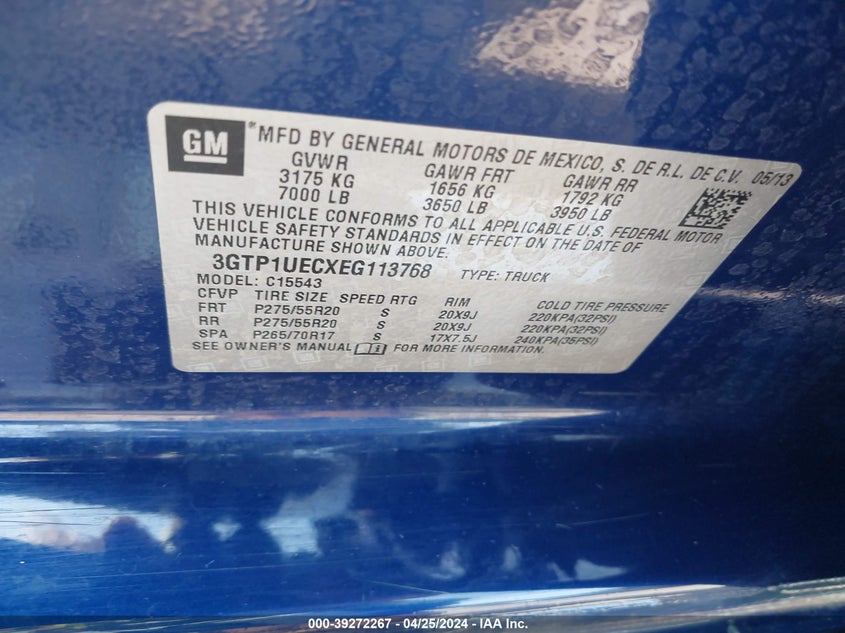 GM
MFD BY GENERAL MOTORS DE MEXICO, S. DE R.L. DE C.V. 05/13
GVWR GAWR FRT GAWR RR
3175 KG 1656 KG 1792 KG
7000 LB 3650 LB 3950 LB
THIS VEHICLE CONFORMS TO ALL APPLICABLE U.S. FEDERAL MOTOR
VEHICLE SAFETY STANDARDS IN EFFECT ON THE DATE OF
MANUFACTURE SHOWN ABOVE.
3GTP1UECXEG113768 TYPE: TRUCK
MODEL: C15543
CFVP TIRE SIZE SPEED RTG RIM COLD TIRE PRESSURE
FRT P275/55R20 S 20X9J 220KPA(32PSI)
RR P275/55R20 S 20X9J 220KPA(32PSI)
SPA P265/70R17 S 17X7.5J 240KPA(35PSI)
SEE OWNER'S MANUAL FOR MORE INFORMATION.
000-39272267 - 04/25/2024 - IAA Inc.